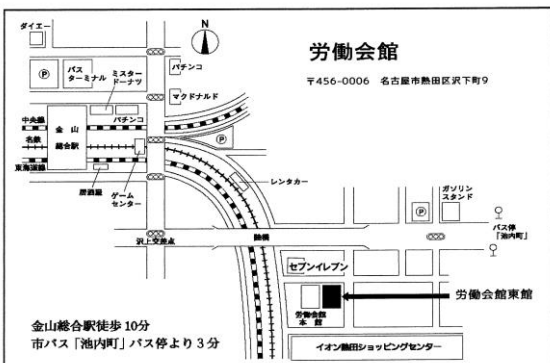 ダイエー
N
労働会館
〒456-0006 名古屋市熱田区沢下町9
P
バス
ターミナル
ミスター
ドーナツ
パチンコ
マクドナルド
パチンコ
中央線
名鉄
東海道線
金山
総合駅
P
居酒屋
ゲーム
センター
レンタカー
ガソリン
スタンド
P
バス停
「池内町」
沢上交差点
陸橋
セブンイレブン
労働会館
本館
労働会館東館
金山総合駅徒歩10分
市バス「池内町」バス停より3分
イオン熱田ショッピングセンター